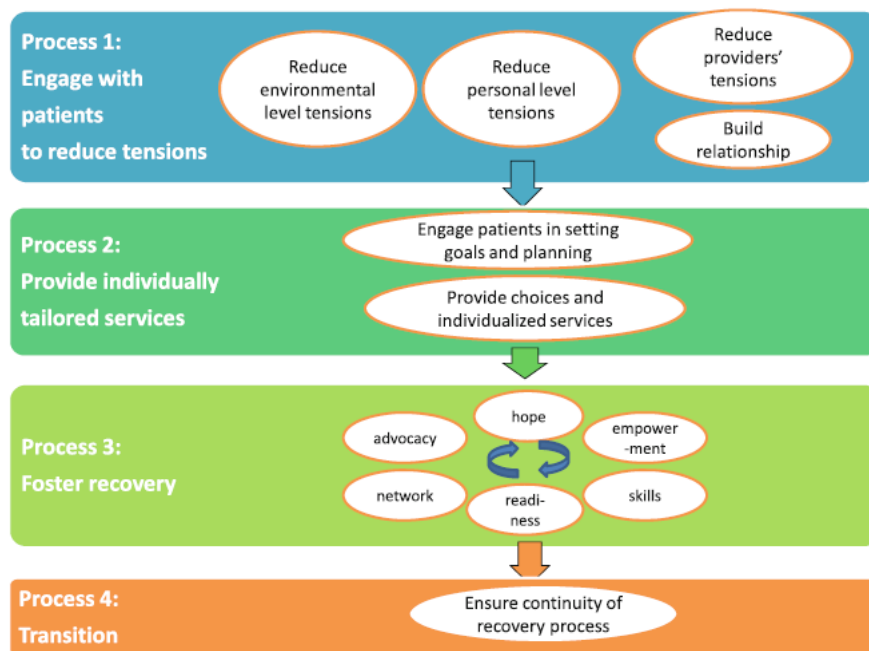 Process 1:
Engage with
patients
to reduce tensions
Reduce
environmental
level tensions
Reduce
personal level
tensions
Reduce
providers'
tensions
Build
relationship
Process 2:
Provide individually
tailored services
Engage patients in setting
goals and planning
Provide choices and
individualized services
Process 3:
Foster recovery
hope
advocacy
empower
-ment
network
readi-
ness
skills
Process 4:
Transition
Ensure continuity of
recovery process